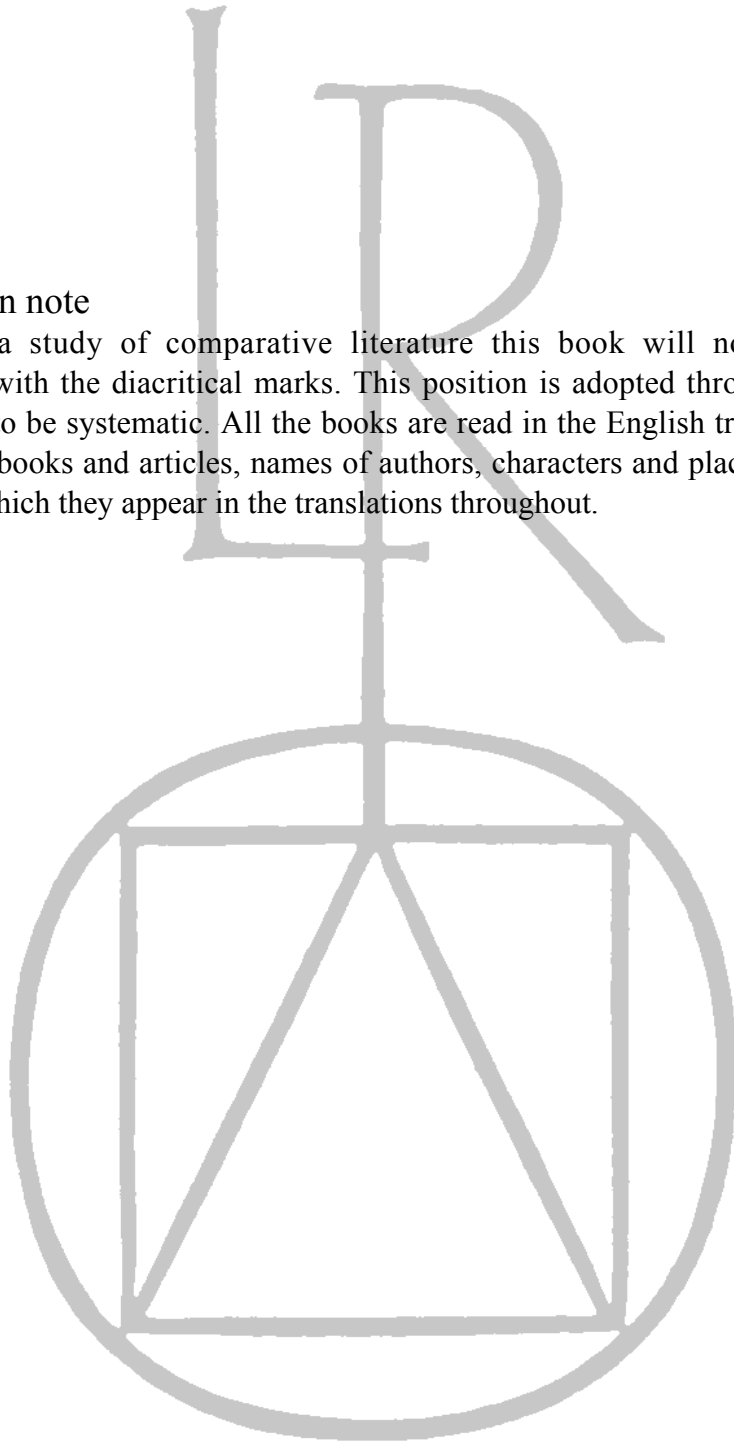 LR
n note
a study of comparative literature this book will no
with the diacritical marks. This position is adopted thro
o be systematic. All the books are read in the English tr
books and articles, names of authors, characters and plac
hich they appear in the translations throughout.